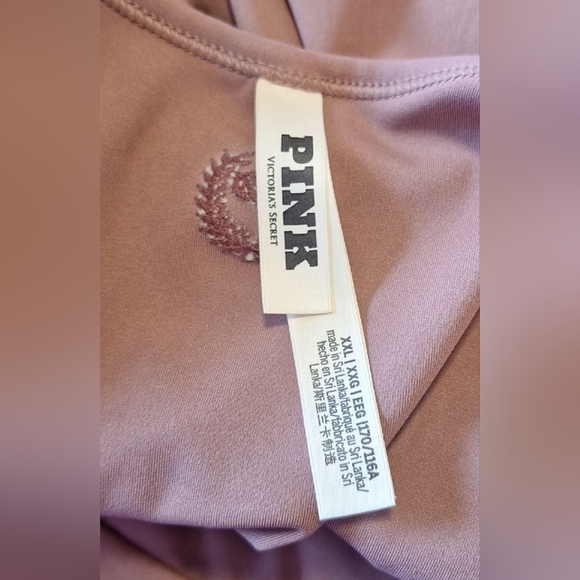 PINK
VICTORIA'S SECRET
XXL | XXG | EEG |170/116A
made in Sri Lanka/fabriqué au Sri Lanka/
hecho en Sri Lanka/fabbricato in Sri
Lanka/斯里兰卡制造